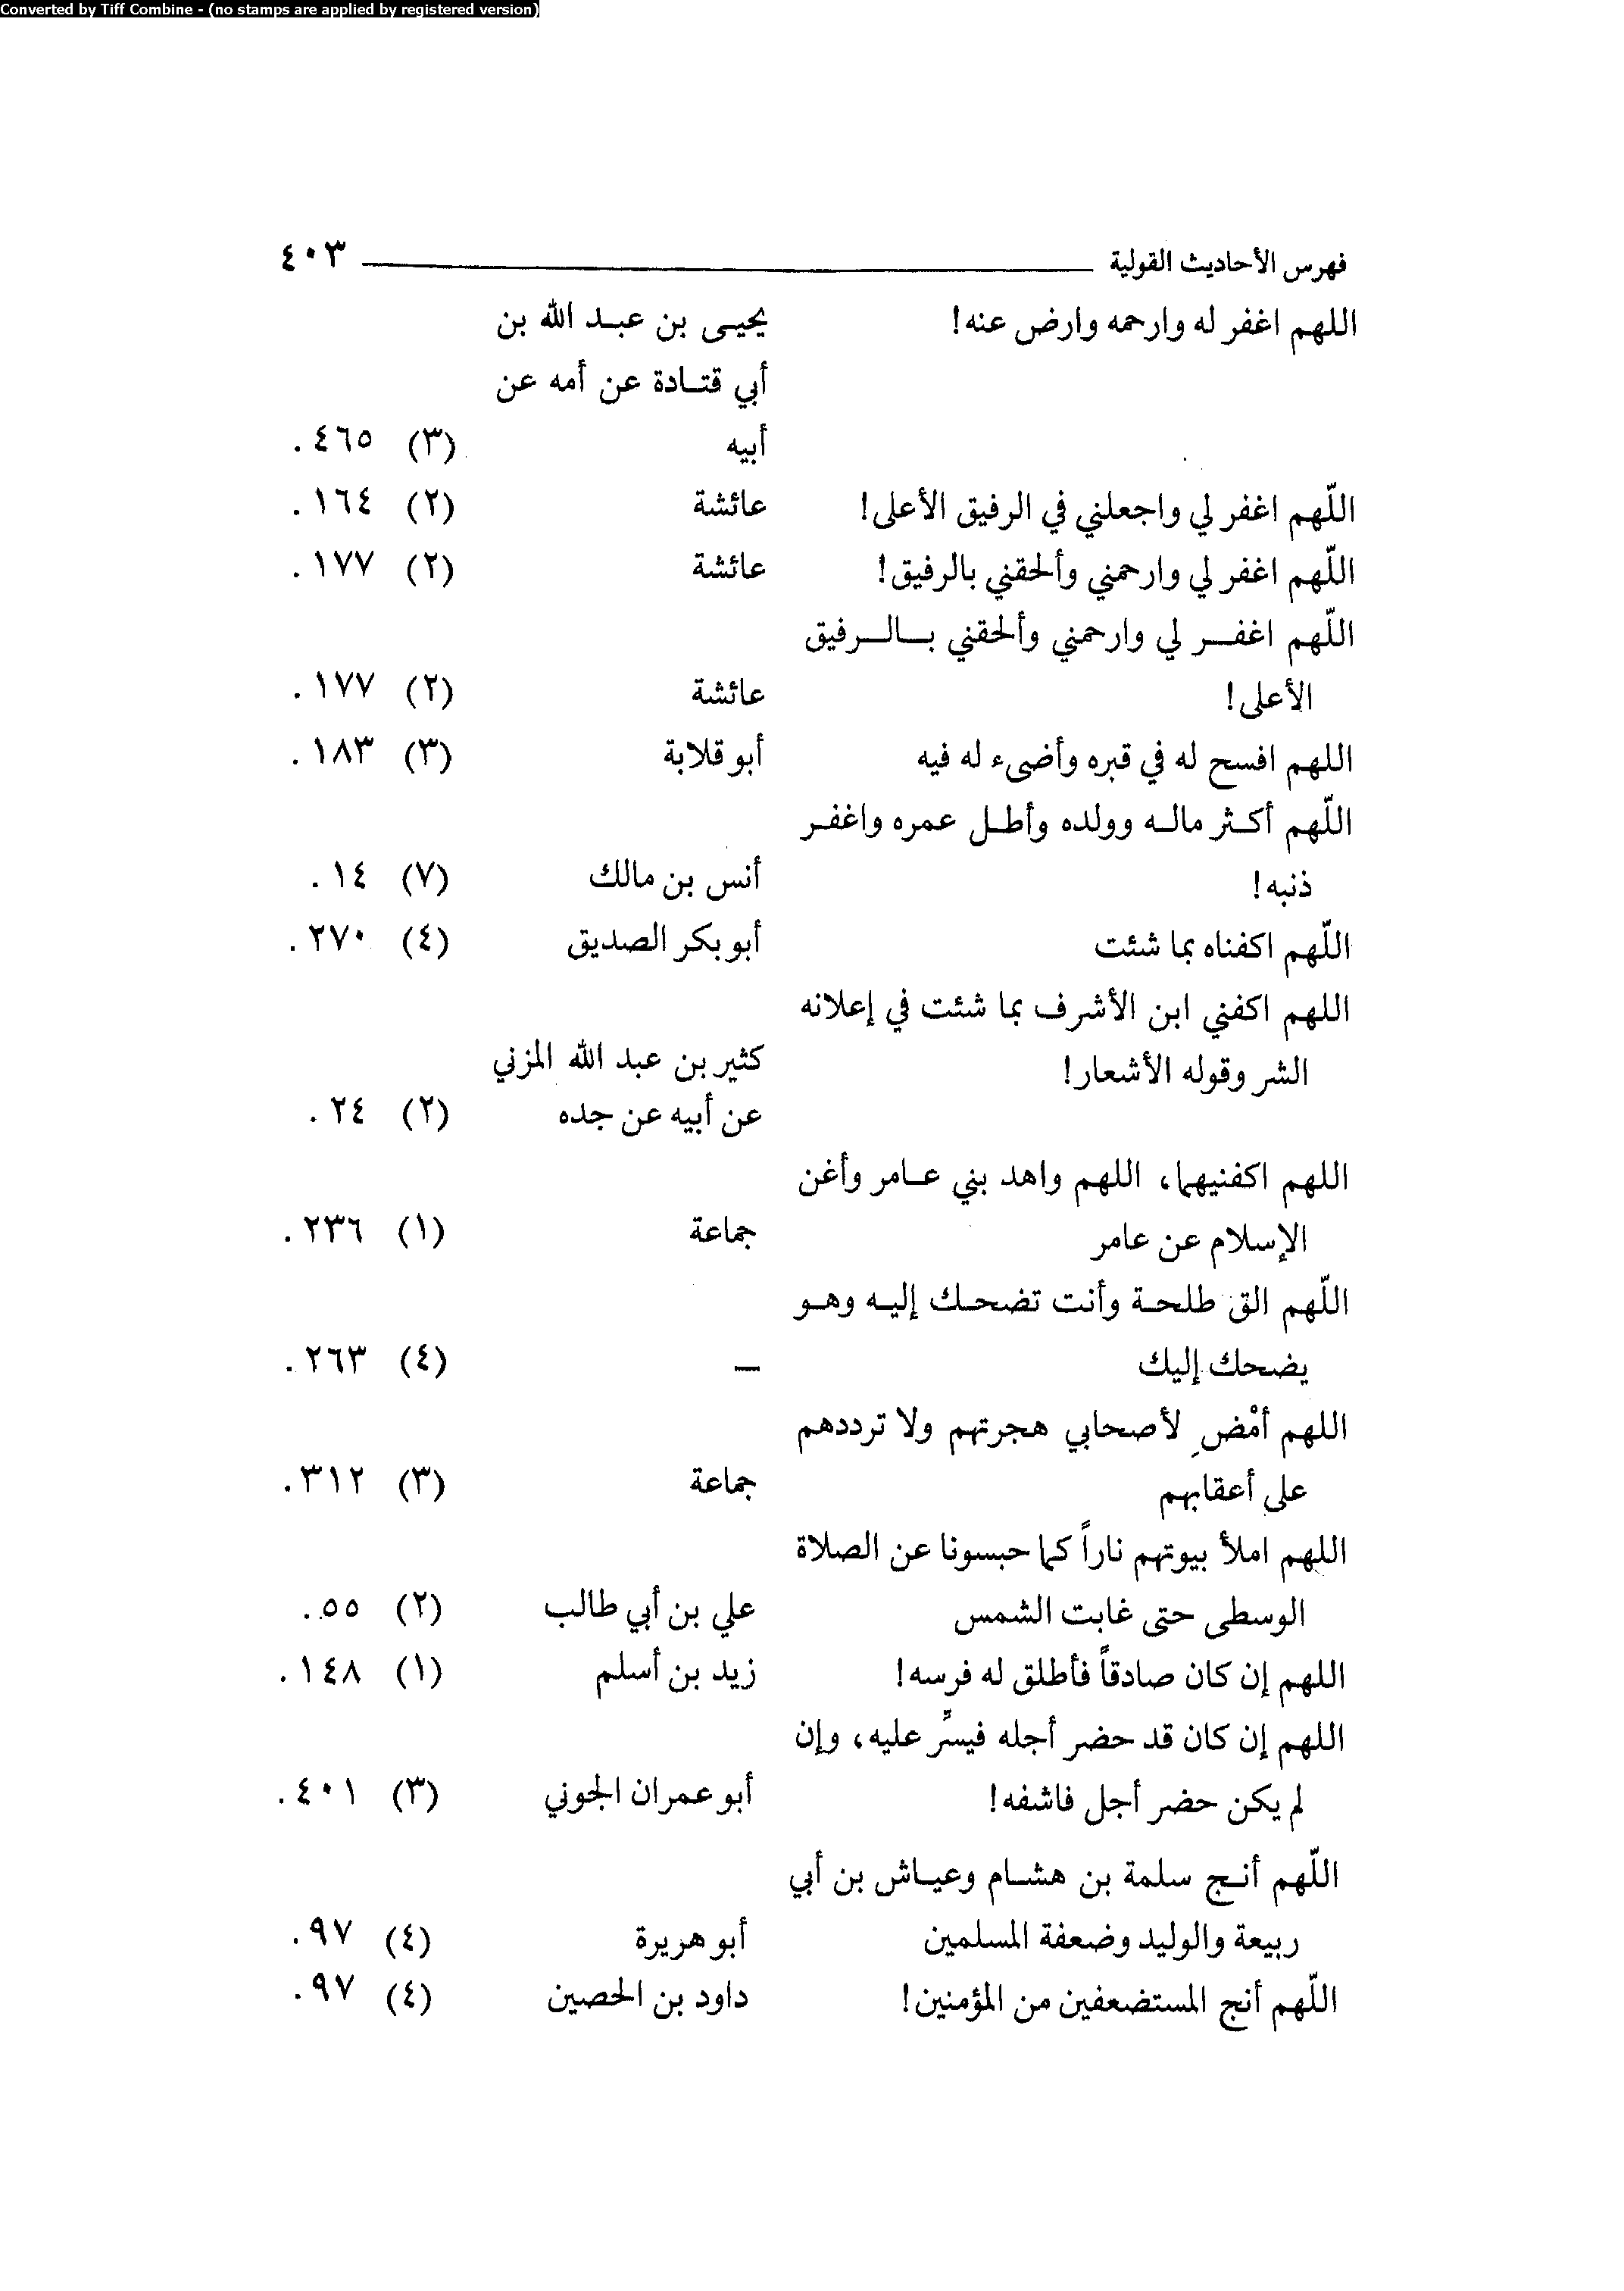 Converted by Tiff Combine - (no stamps are applied by registered version)
فهرس الأحاديث القولية ٤٠٣
اللهم اغفر له وارحمه وارض عنه! يحيى بن عبد الله بن
أبي قتادة عن أمه عن
أبيه (٣) ٤٦٥.
اللّهم اغفر لي واجعلني في الرفيق الأعلى! عائشة (٢) ١٦٤.
اللّهم اغفر لي وارحمني وألحقني بالرفيق! عائشة (٢) ١٧٧.
اللّهم اغفر لي وارحمني وألحقني بالرفيق
الأعلى! عائشة (٢) ١٧٧.
اللهم افسح له في قبره وأضىء له فيه أبو قلابة (٣) ١٨٣.
اللّهم أكثر ماله وولده وأطل عمره واغفر
ذنبه! أنس بن مالك (٧) ١٤.
اللّهم اكفناه بما شئت أبو بكر الصديق (٤) ٢٧٠.
اللهم اكفني ابن الأشرف بما شئت في إعلانه
الشر وقوله الأشعار! كثير بن عبد الله المزني
عن أبيه عن جده (٢) ٢٤.
اللهم اكفنيهما، اللهم واهد بني عامر وأغن
الإسلام عن عامر جماعة (١) ٢٣٦.
اللّهم الق طلحة وأنت تضحك إليه وهو
يضحك إليك — (٤) ٢٦٣.
اللهم أمْضِ لأصحابي هجرتهم ولا ترددهم
على أعقابهم جماعة (٣) ٣١٢.
اللهم املأ بيوتهم ناراً كما حبسونا عن الصلاة
الوسطى حتى غابت الشمس علي بن أبي طالب (٢) ٥٥.
اللهم إن كان صادقاً فأطلق له فرسه! زيد بن أسلم (١) ١٤٨.
اللهم إن كان قد حضر أجله فيسِّر عليه، وإن
لم يكن حضر أجل فاشفه! أبو عمران الجوني (٣) ٤٠١.
اللّهم أنج سلمة بن هشام وعياش بن أبي
ربيعة والوليد وضعفة المسلمين أبو هريرة (٤) ٩٧.
اللّهم أنج المستضعفين من المؤمنين! داود بن الحصين (٤) ٩٧.